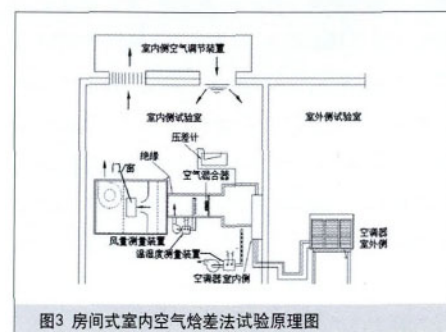 室内侧空气调节装置
室内侧试验室
室外侧试验室
压差计
绝缘
门/窗
空气混合器
风量测量装置
温湿度测量装置
空调器室内侧
空调器
室外侧
图3 房间式室内空气焓差法试验原理图